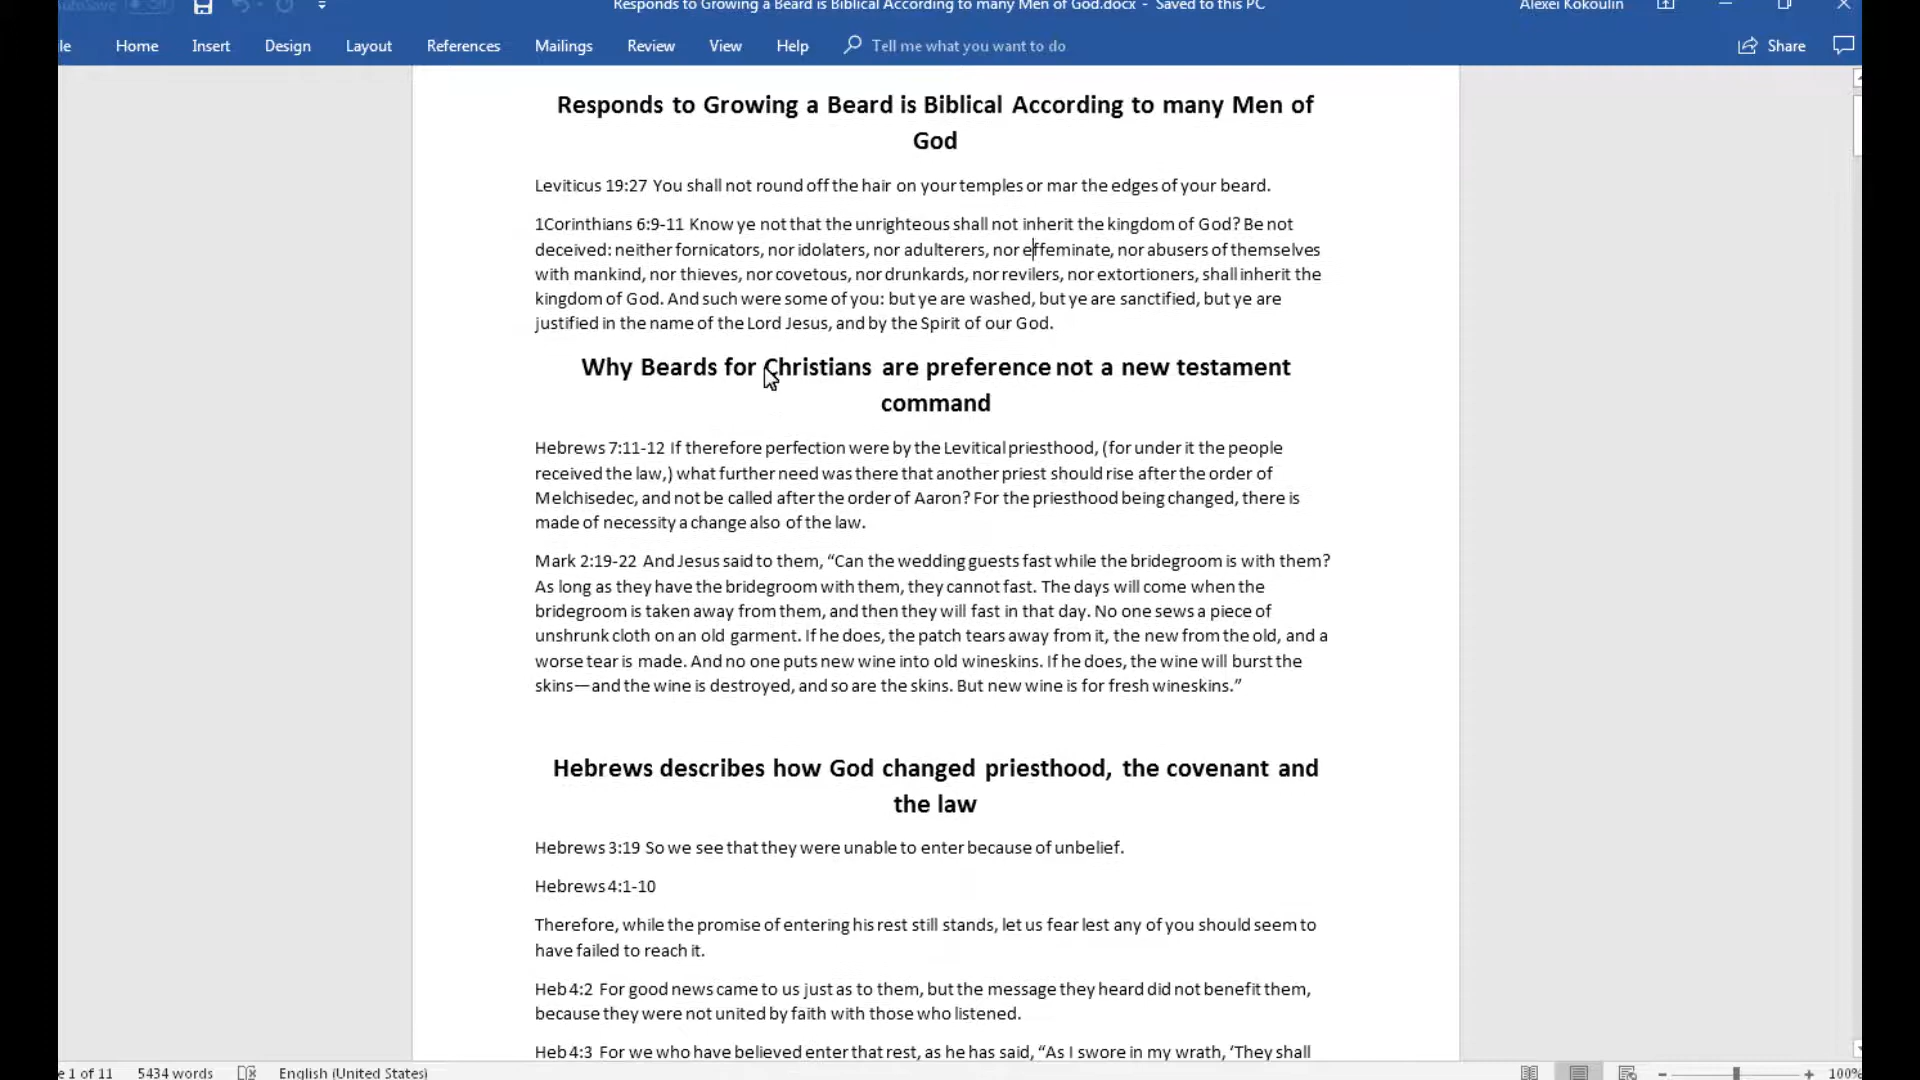 Responds to Growing a Beard is Biblical According to many Men of God.docx - Saved to this PC
Alexei Kokoulin
le Home Insert Design Layout References Mailings Review View Help Tell me what you want to do Share
Responds to Growing a Beard is Biblical According to many Men of
God
Leviticus 19:27 You shall not round off the hair on your temples or mar the edges of your beard.
1Corinthians 6:9-11 Know ye not that the unrighteous shall not inherit the kingdom of God? Be not
deceived: neither fornicators, nor idolaters, nor adulterers, nor effeminate, nor abusers of themselves
with mankind, nor thieves, nor covetous, nor drunkards, nor revilers, nor extortioners, shall inherit the
kingdom of God. And such were some of you: but ye are washed, but ye are sanctified, but ye are
justified in the name of the Lord Jesus, and by the Spirit of our God.
Why Beards for Christians are preference not a new testament
command
Hebrews 7:11-12 If therefore perfection were by the Levitical priesthood, (for under it the people
received the law,) what further need was there that another priest should rise after the order of
Melchisedec, and not be called after the order of Aaron? For the priesthood being changed, there is
made of necessity a change also of the law.
Mark 2:19-22 And Jesus said to them, “Can the wedding guests fast while the bridegroom is with them?
As long as they have the bridegroom with them, they cannot fast. The days will come when the
bridegroom is taken away from them, and then they will fast in that day. No one sews a piece of
unshrunk cloth on an old garment. If he does, the patch tears away from it, the new from the old, and a
worse tear is made. And no one puts new wine into old wineskins. If he does, the wine will burst the
skins—and the wine is destroyed, and so are the skins. But new wine is for fresh wineskins.”
Hebrews describes how God changed priesthood, the covenant and
the law
Hebrews 3:19 So we see that they were unable to enter because of unbelief.
Hebrews 4:1-10
Therefore, while the promise of entering his rest still stands, let us fear lest any of you should seem to
have failed to reach it.
Heb 4:2 For good news came to us just as to them, but the message they heard did not benefit them,
because they were not united by faith with those who listened.
Heb 4:3 For we who have believed enter that rest, as he has said, “As I swore in my wrath, ‘They shall
e 1 of 11 5434 words English (United States) 100%